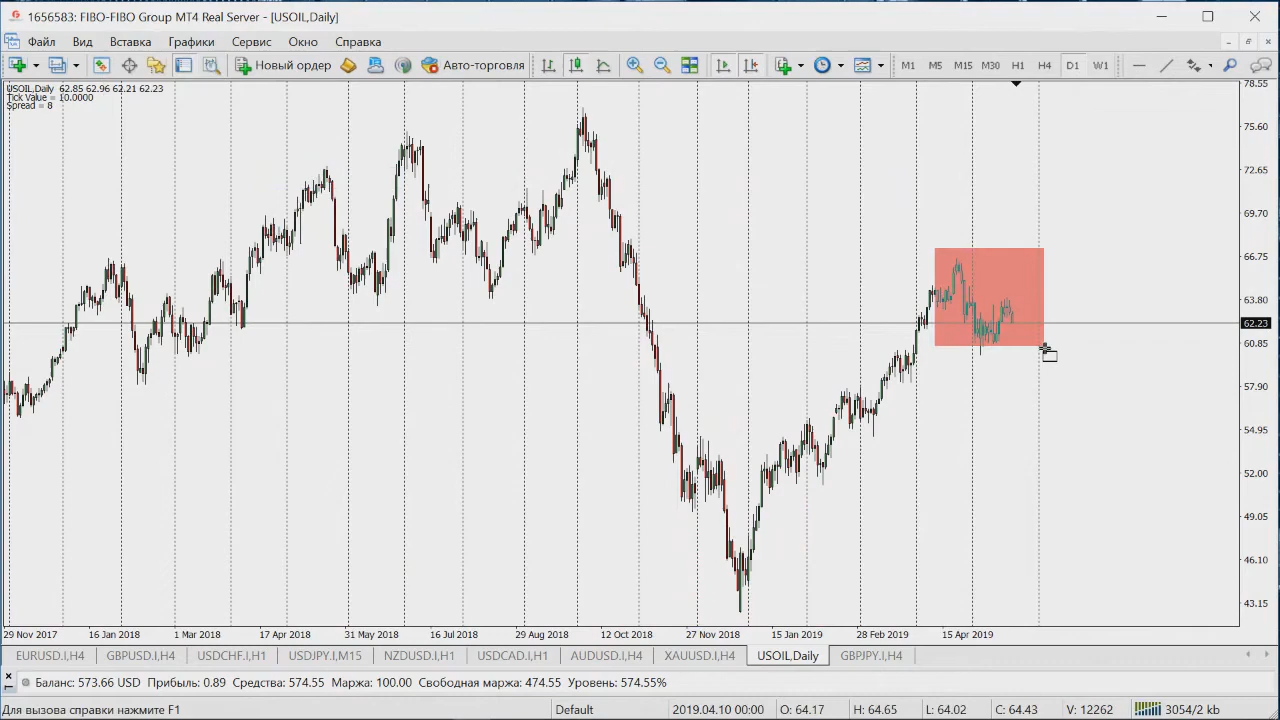 1656583: FIBO-FIBO Group MT4 Real Server - [USOIL,Daily]
Файл Вид Вставка Графики Сервис Окно Справка
Новый ордер Авто-торговля M1 M5 M15 M30 H1 H4 D1 W1
USOIL,Daily 62.85 62.96 62.21 62.23
Tick Value = 10.0000
Spread = 8
78.55
75.60
72.65
69.70
66.75
63.80
62.23
60.85
57.90
54.95
52.00
49.05
46.10
43.15
29 Nov 2017 16 Jan 2018 1 Mar 2018 17 Apr 2018 31 May 2018 16 Jul 2018 29 Aug 2018 12 Oct 2018 27 Nov 2018 15 Jan 2019 28 Feb 2019 15 Apr 2019
EURUSD.I,H4 GBPUSD.I,H4 USDCHF.I,H1 USDJPY.I,M15 NZDUSD.I,H1 USDCAD.I,H1 AUDUSD.I,H4 XAUUSD.I,H4 USOIL,Daily GBPJPY.I,H4
Баланс: 573.66 USD Прибыль: 0.89 Средства: 574.55 Маржа: 100.00 Свободная маржа: 474.55 Уровень: 574.55%
Для вызова справки нажмите F1 Default 2019.04.10 00:00 O: 64.17 H: 64.65 L: 64.02 C: 64.43 V: 12262 3054/2 kb